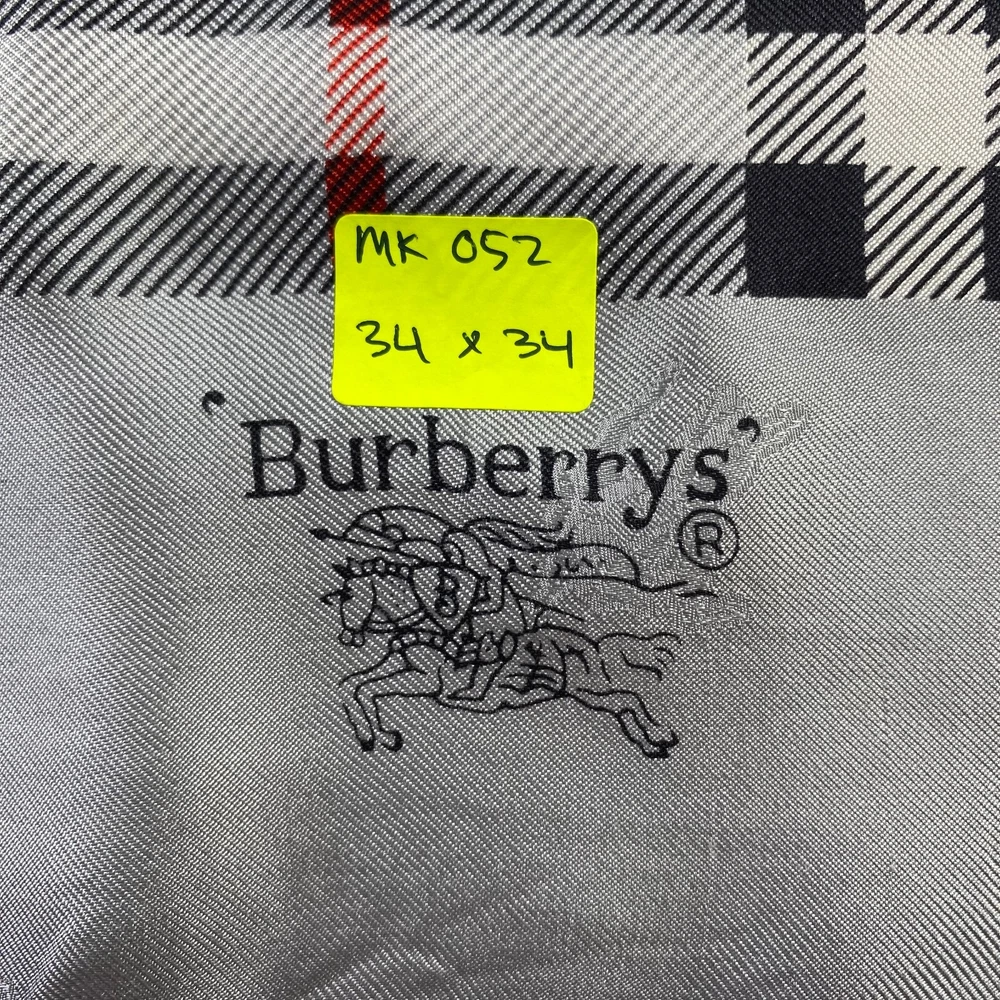 MK 052
34 x 34
‘Burberrys’
®
B